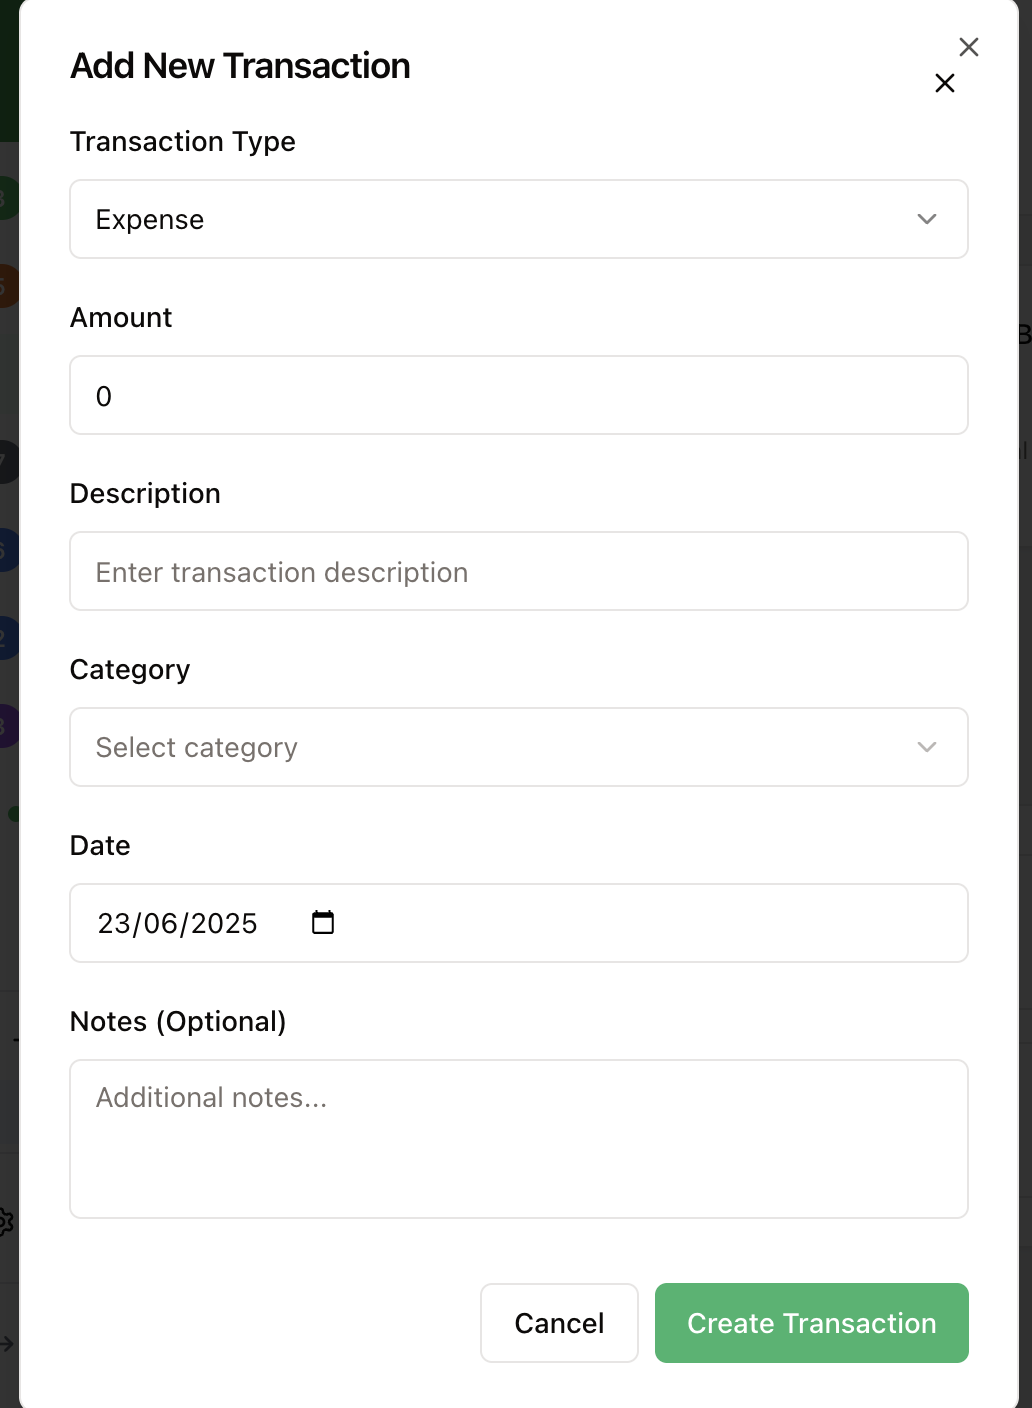 Add New Transaction
Transaction Type
Expense
Amount
0
Description
Enter transaction description
Category
Select category
Date
23/06/2025
Notes (Optional)
Additional notes...
Cancel
Create Transaction